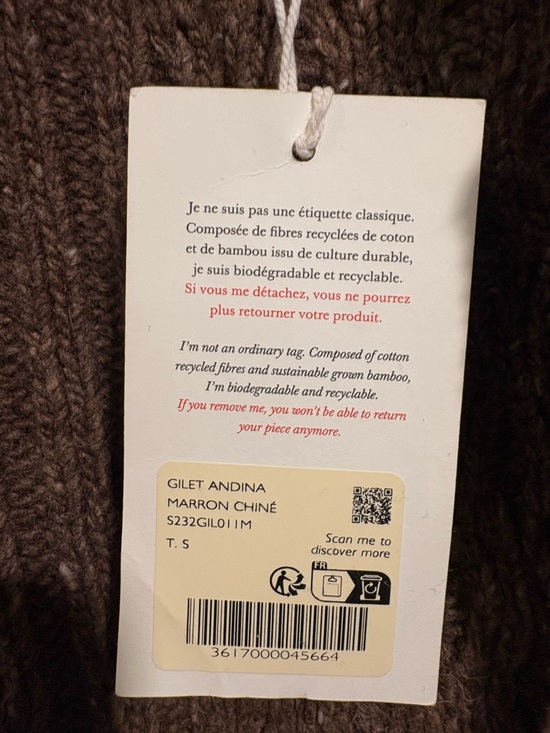 Je ne suis pas une étiquette classique.
Composée de fibres recyclées de coton
et de bambou issu de culture durable,
je suis biodégradable et recyclable.
Si vous me détachez, vous ne pourrez
plus retourner votre produit.
I'm not an ordinary tag. Composed of cotton
recycled fibres and sustainable grown bamboo,
I'm biodegradable and recyclable.
If you remove me, you won't be able to return
your piece anymore.
GILET ANDINA
MARRON CHINÉ
S232GIL011M
T. S
Scan me to
discover more
FR
3617000045664